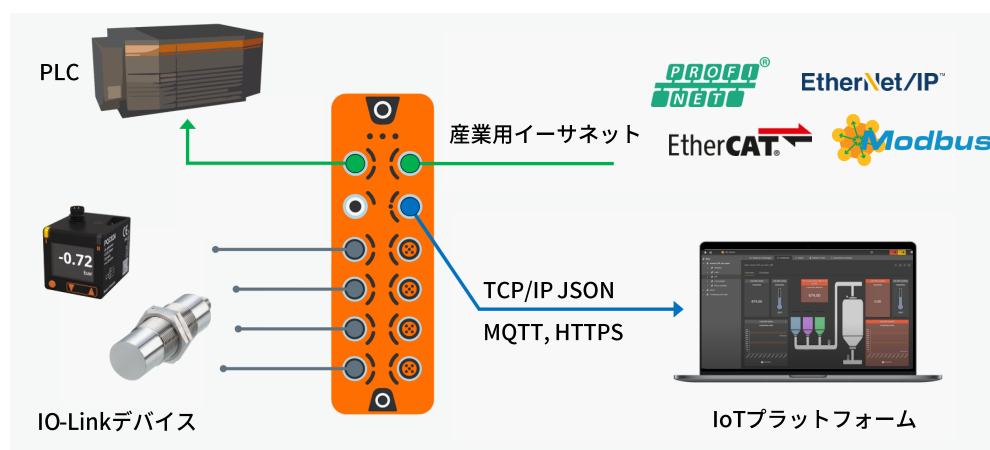 PLC
PROFI
NET®
EtherNet/IP™
産業用イーサネット
EtherCAT®
Modbus
-0.72
bar
TCP/IP JSON
MQTT, HTTPS
IO-Linkデバイス
IoTプラットフォーム